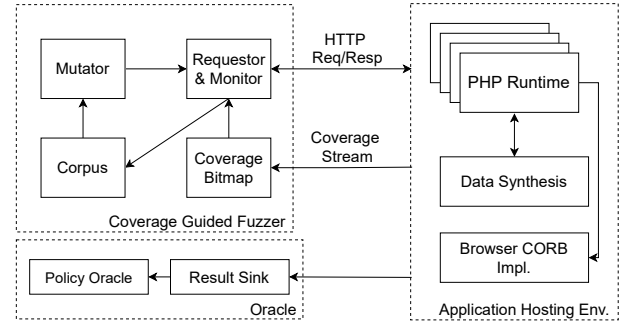 Mutator
Requestor
& Monitor
HTTP
Req/Resp
PHP Runtime
Corpus
Coverage
Bitmap
Coverage
Stream
Data Synthesis
Coverage Guided Fuzzer
Browser CORB
Impl.
Policy Oracle
Result Sink
Oracle
Application Hosting Env.